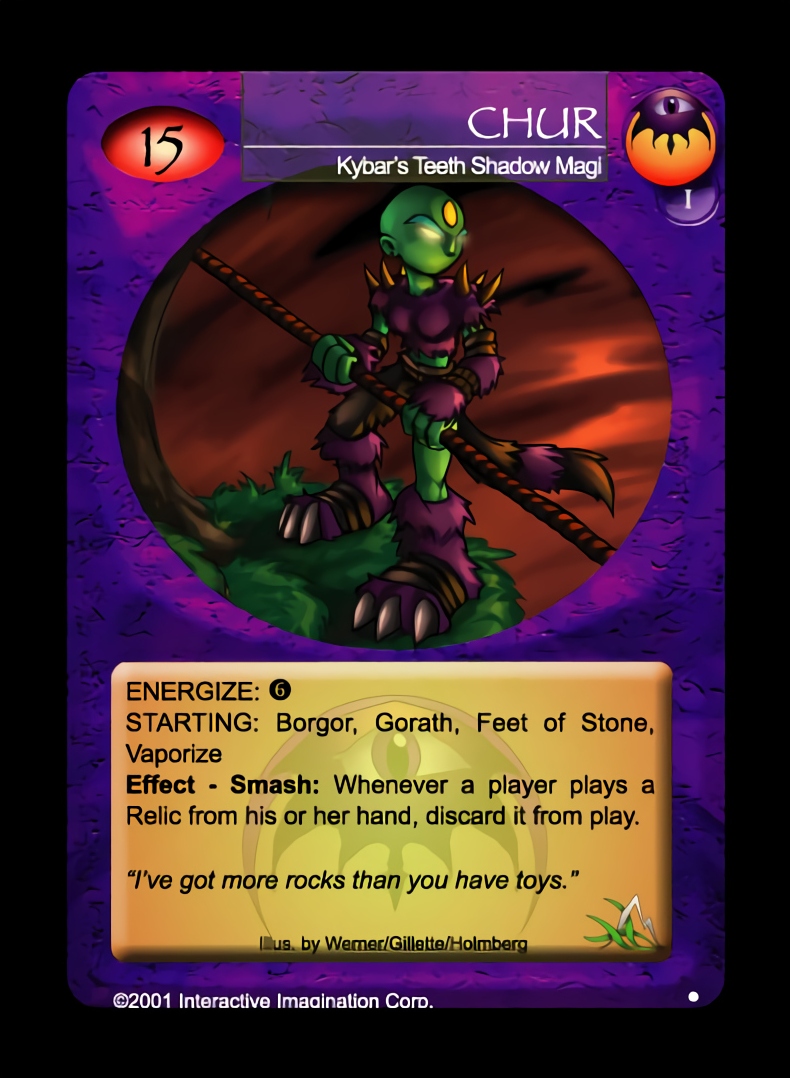 CHUR
15
Kybar's Teeth Shadow Magi
I
ENERGIZE: 6
STARTING: Borgor, Gorath, Feet of Stone,
Vaporize
Effect - Smash: Whenever a player plays a
Relic from his or her hand, discard it from play.
“I've got more rocks than you have toys.”
Illus. by Werner/Gillette/Holmberg
©2001 Interactive Imagination Corp.